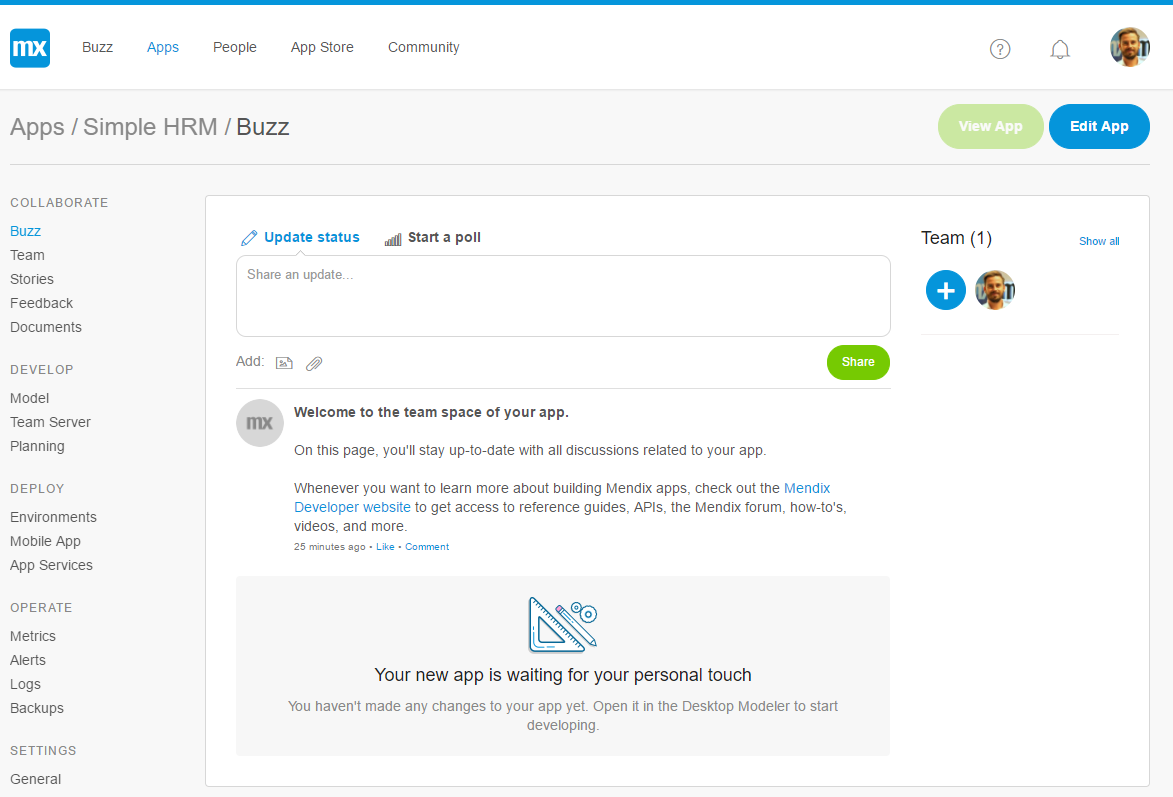 mx
Buzz Apps People App Store Community
?
Apps / Simple HRM / Buzz
View App Edit App
COLLABORATE
Buzz
Team
Stories
Feedback
Documents
DEVELOP
Model
Team Server
Planning
DEPLOY
Environments
Mobile App
App Services
OPERATE
Metrics
Alerts
Logs
Backups
SETTINGS
General
Update status Start a poll
Share an update...
Add:
Share
mx
Welcome to the team space of your app.
On this page, you'll stay up-to-date with all discussions related to your app.
Whenever you want to learn more about building Mendix apps, check out the Mendix
Developer website to get access to reference guides, APIs, the Mendix forum, how-to's,
videos, and more.
25 minutes ago • Like • Comment
Your new app is waiting for your personal touch
You haven't made any changes to your app yet. Open it in the Desktop Modeler to start
developing.
Team (1) Show all
+